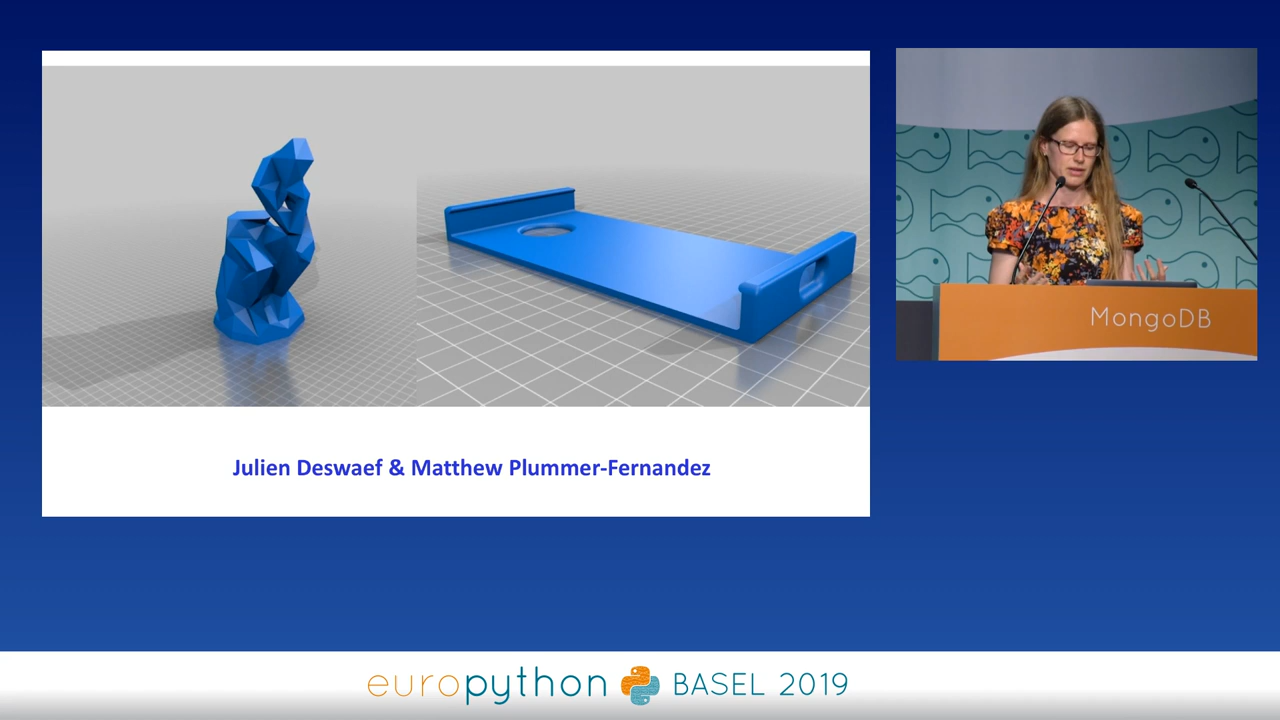 Julien Deswaef & Matthew Plummer-Fernandez
MongoDB
europython BASEL 2019